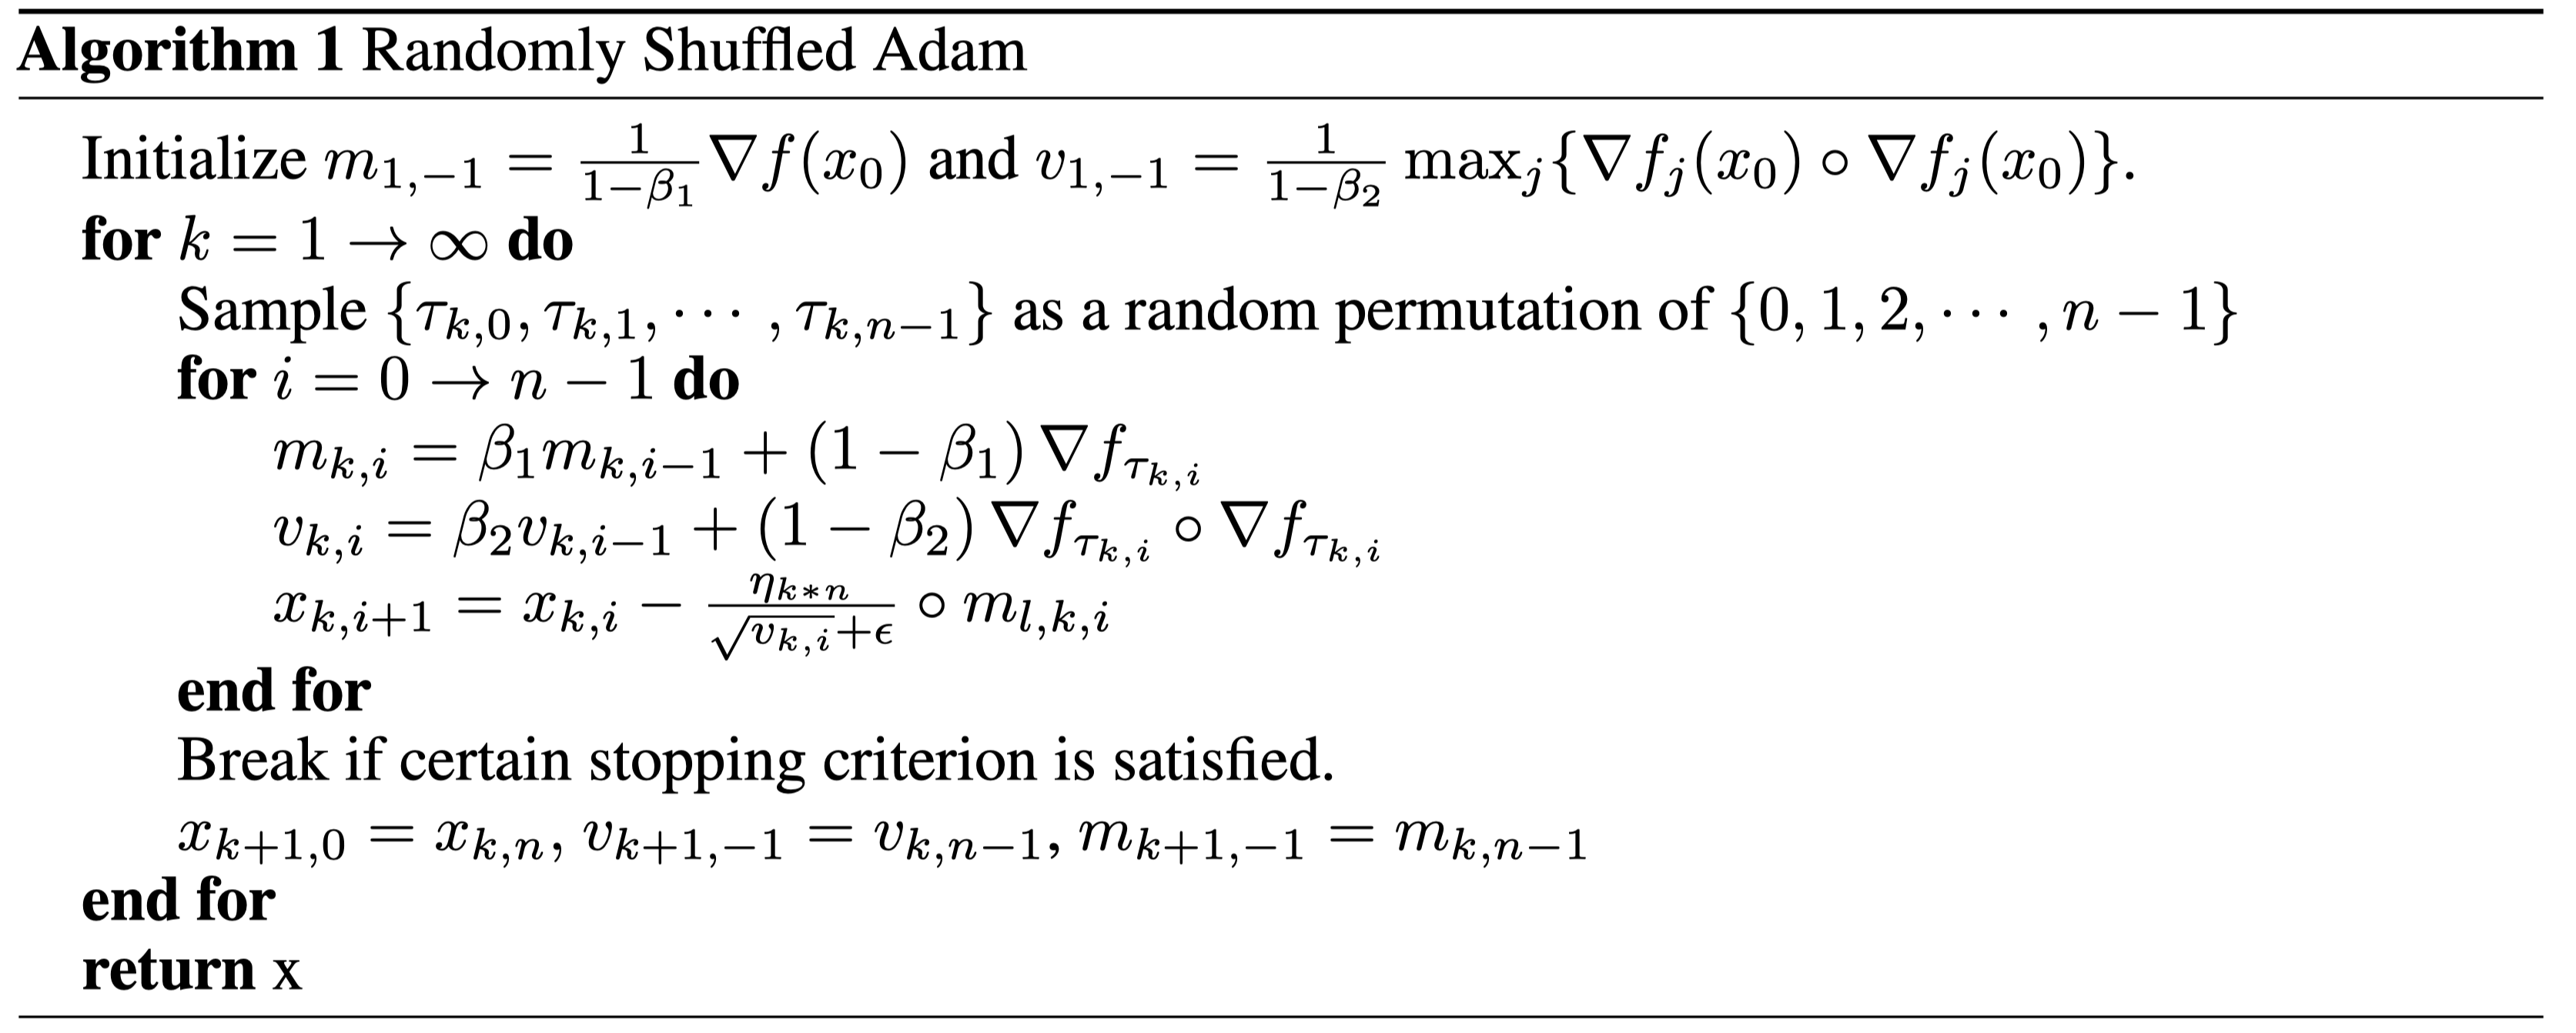 Algorithm 1 Randomly Shuffled Adam
Initialize $m_{1,-1} = \frac{1}{1-\beta_1} \nabla f(x_0)$ and $v_{1,-1} = \frac{1}{1-\beta_2} \max_j\{\nabla f_j(x_0) \circ \nabla f_j(x_0)\}$.
for $k = 1 \to \infty$ do
Sample $\{\tau_{k,0}, \tau_{k,1}, \cdots, \tau_{k,n-1}\}$ as a random permutation of $\{0, 1, 2, \cdots, n-1\}$
for $i = 0 \to n-1$ do
$m_{k,i} = \beta_1 m_{k,i-1} + (1-\beta_1) \nabla f_{\tau_{k,i}}$
$v_{k,i} = \beta_2 v_{k,i-1} + (1-\beta_2) \nabla f_{\tau_{k,i}} \circ \nabla f_{\tau_{k,i}}$
$x_{k,i+1} = x_{k,i} - \frac{\eta_{k*n}}{\sqrt{v_{k,i}}+\epsilon} \circ m_{l,k,i}$
end for
Break if certain stopping criterion is satisfied.
$x_{k+1,0} = x_{k,n}, v_{k+1,-1} = v_{k,n-1}, m_{k+1,-1} = m_{k,n-1}$
end for
return x